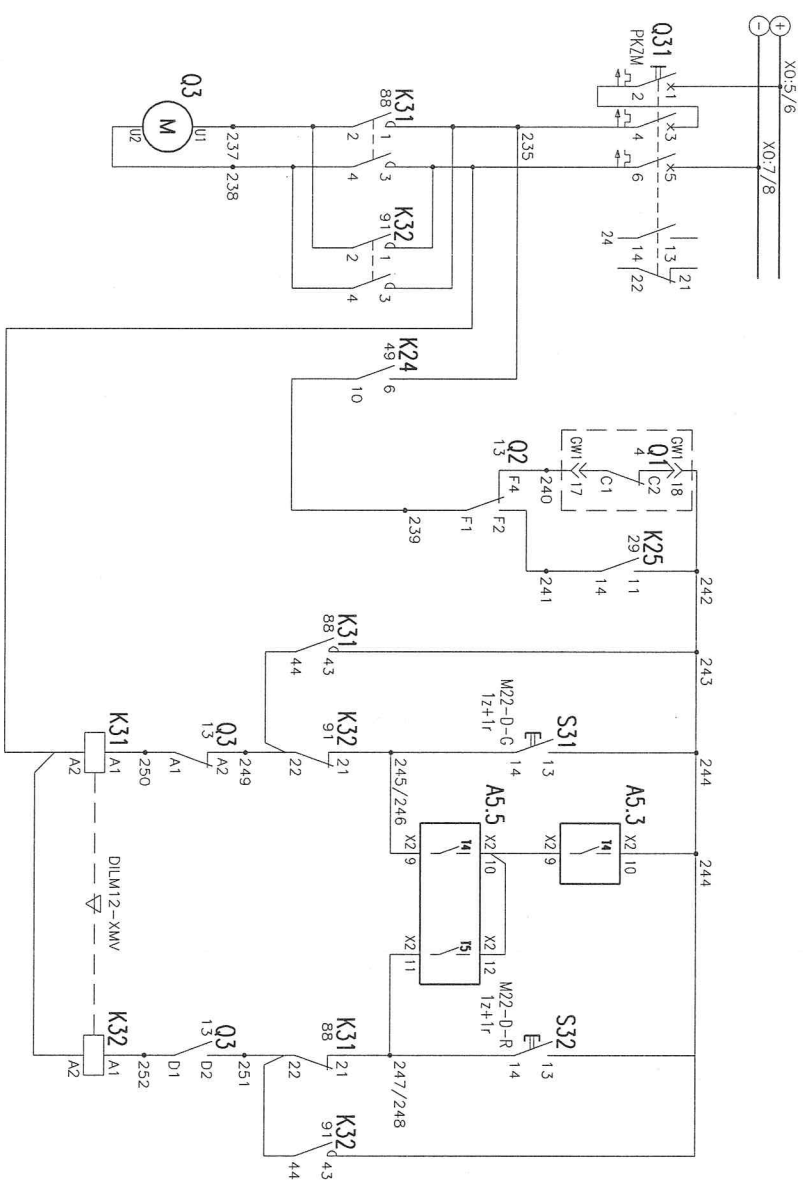 +
−
X0:5/6
X0:7/8
Q31
PKZM
X1
2
X3
4
X5
6
13
14
24
21
22
235
K31
88
1
2
3
4
K32
91
1
2
3
4
237
238
Q3
M
U1
U2
K24
49
6
10
GW1
18
Q1
4
C2
C1
GW1
17
240
Q2
13
F4
F2
F1
239
K25
29
11
14
241
242
243
244
244
K31
88
43
44
S31
M22-D-G
1z+1r
13
14
245/246
K32
91
21
22
249
Q3
13
A2
A1
250
K31
A1
A2
A5.3
X2
10
T4
X2
9
A5.5
X2
10
X2
12
T4
T5
X2
9
X2
11
S32
M22-D-R
1z+1r
13
14
247/248
K31
88
21
22
K32
91
43
44
251
Q3
13
D2
D1
252
K32
A1
A2
DILM12-XMV